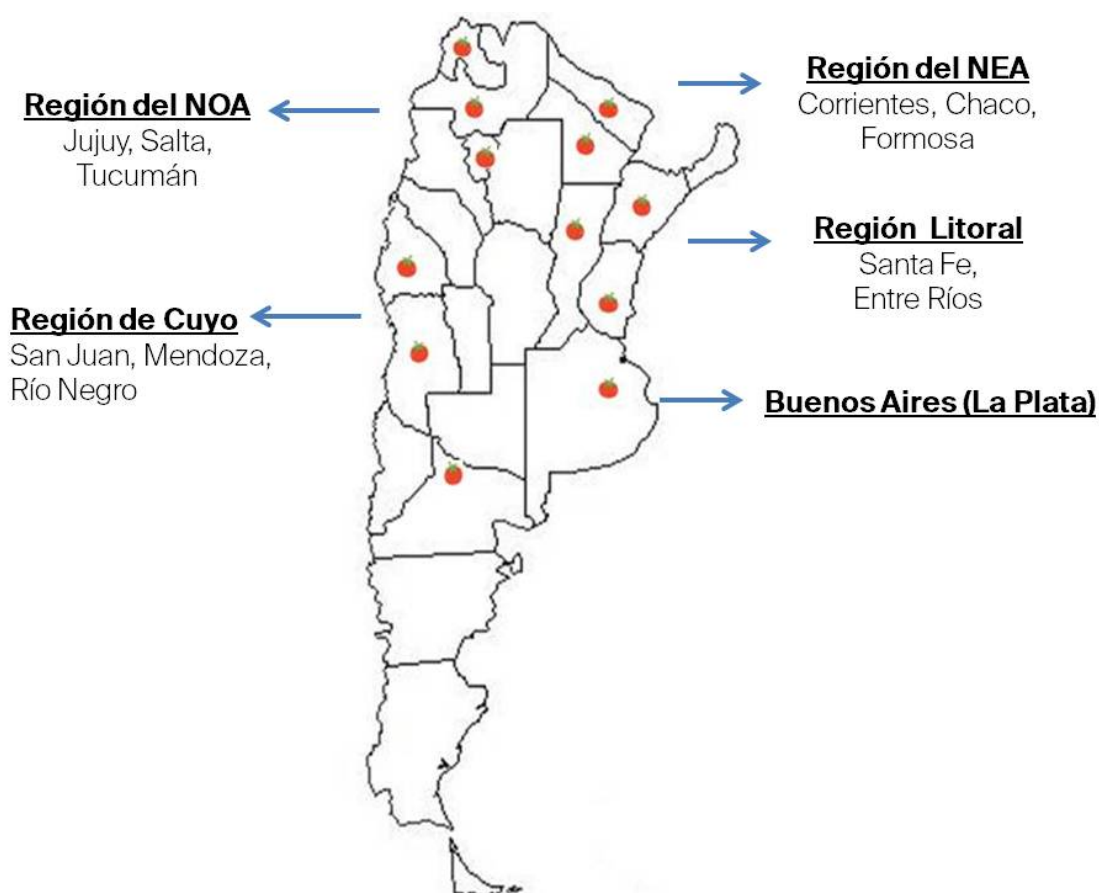 Región del NOA
Jujuy, Salta,
Tucumán
Región del NEA
Corrientes, Chaco,
Formosa
Región Litoral
Santa Fe,
Entre Ríos
Región de Cuyo
San Juan, Mendoza,
Río Negro
Buenos Aires (La Plata)